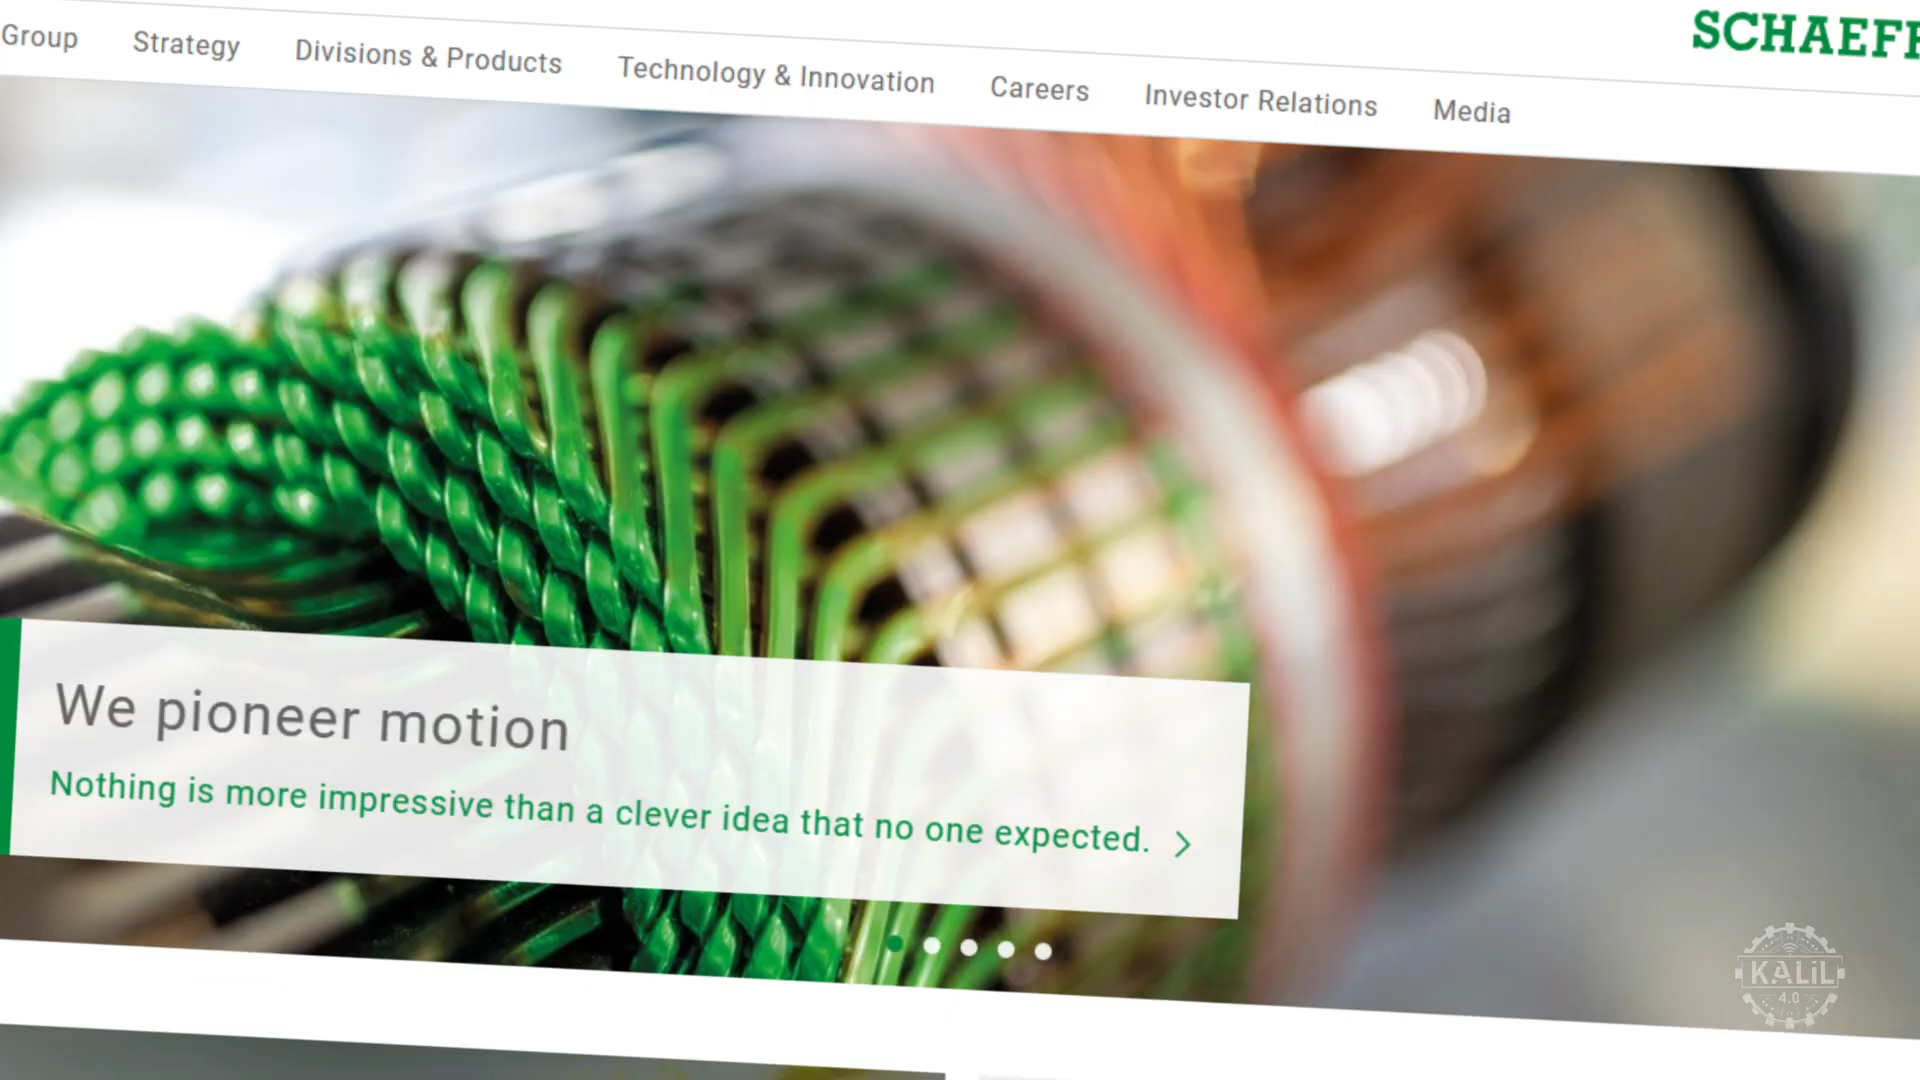 SCHAEFF
Group Strategy Divisions & Products Technology & Innovation Careers Investor Relations Media
We pioneer motion
Nothing is more impressive than a clever idea that no one expected.
KALiL
4.0